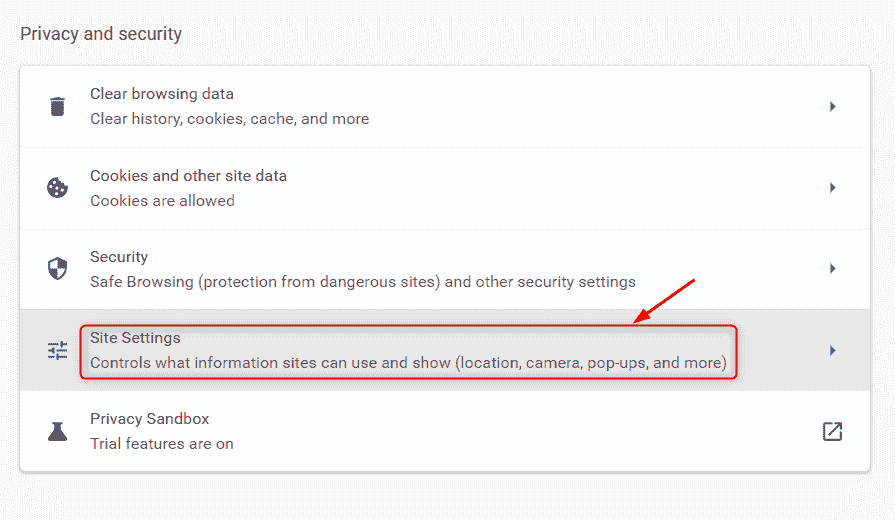 Privacy and security
Clear browsing data
Clear history, cookies, cache, and more
Cookies and other site data
Cookies are allowed
Security
Safe Browsing (protection from dangerous sites) and other security settings
Site Settings
Controls what information sites can use and show (location, camera, pop-ups, and more)
Privacy Sandbox
Trial features are on